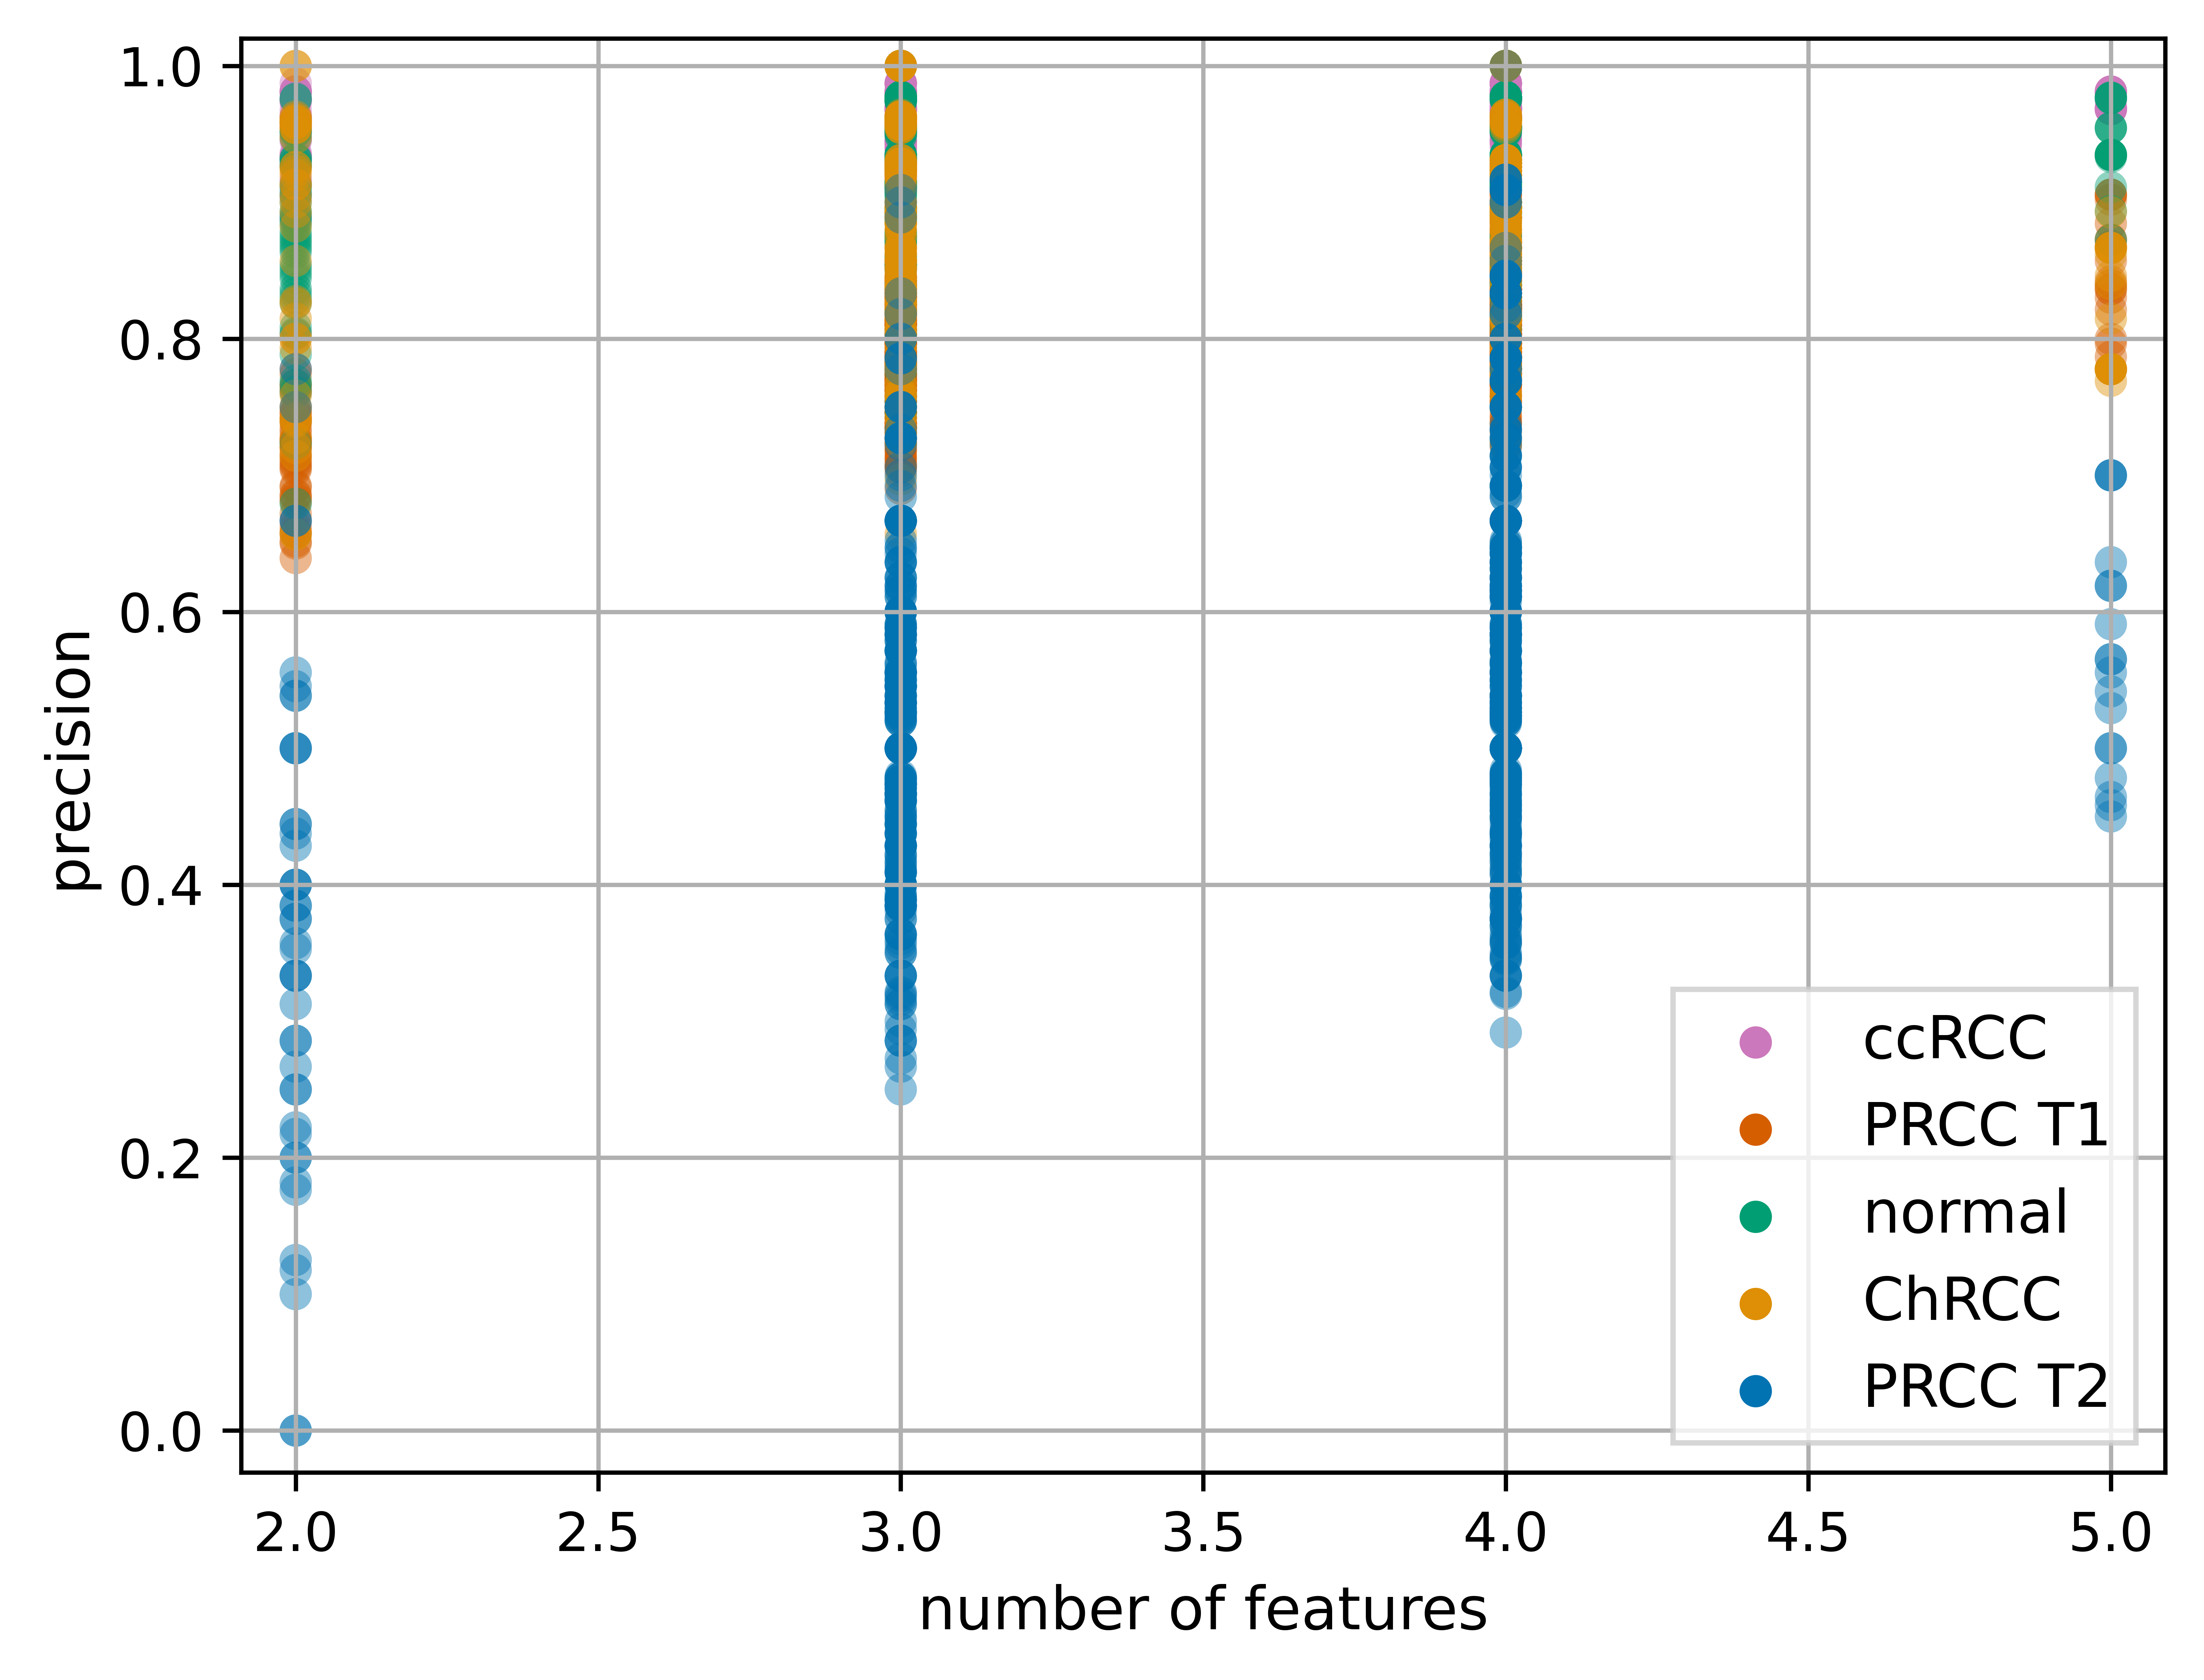 1.0
0.8
0.6
0.4
0.2
0.0
precision
2.0 2.5 3.0 3.5 4.0 4.5 5.0
number of features
ccRCC
PRCC T1
normal
ChRCC
PRCC T2